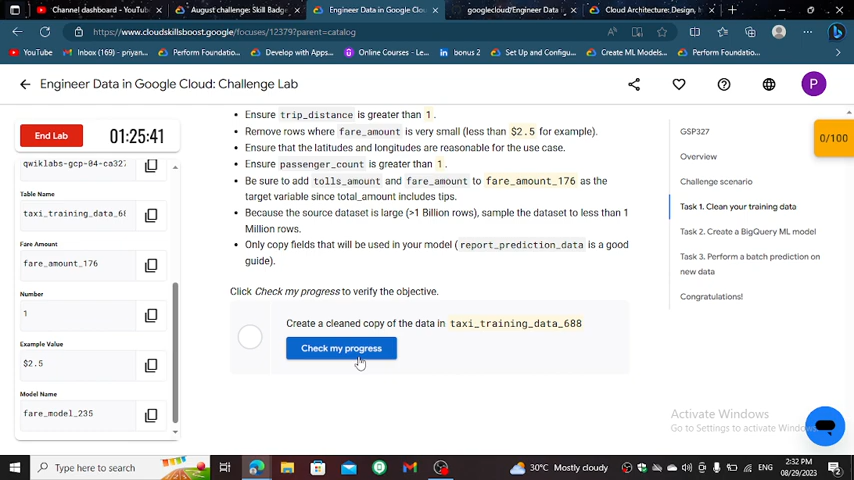 Channel dashboard - YouTub
August challenge: Skill Badge
Engineer Data in Google Cloud
googlecloud/Engineer Data
Cloud Architecture: Design,
https://www.cloudskillsboost.google/focuses/12379?parent=catalog
YouTube
Inbox (169) - priyan...
Perform Foundatio...
Develop with Apps...
Online Courses - L...
bonus 2
Set Up and Configu...
Create ML Models...
Perform Foundatio...
Engineer Data in Google Cloud: Challenge Lab
P
End Lab
01:25:41
qwiklabs-gcp-04-ca327
Table Name
taxi_training_data_68
Fare Amount
fare_amount_176
Number
1
Example Value
$2.5
Model Name
fare_model_235
Ensure trip_distance is greater than 1 .
Remove rows where fare_amount is very small (less than $2.5 for example).
Ensure that the latitudes and longitudes are reasonable for the use case.
Ensure passenger_count is greater than 1 .
Be sure to add tolls_amount and fare_amount to fare_amount_176 as the
target variable since total_amount includes tips.
Because the source dataset is large (>1 Billion rows), sample the dataset to less than 1
Million rows.
Only copy fields that will be used in your model ( report_prediction_data is a good
guide).
Click Check my progress to verify the objective.
Create a cleaned copy of the data in taxi_training_data_688
Check my progress
0/100
GSP327
Overview
Challenge scenario
Task 1. Clean your training data
Task 2. Create a BigQuery ML model
Task 3. Perform a batch prediction on
new data
Congratulations!
Activate Windows
Go to Settings to activate Windows.
Type here to search
30°C Mostly cloudy
ENG
2:32 PM
08/29/2023
2